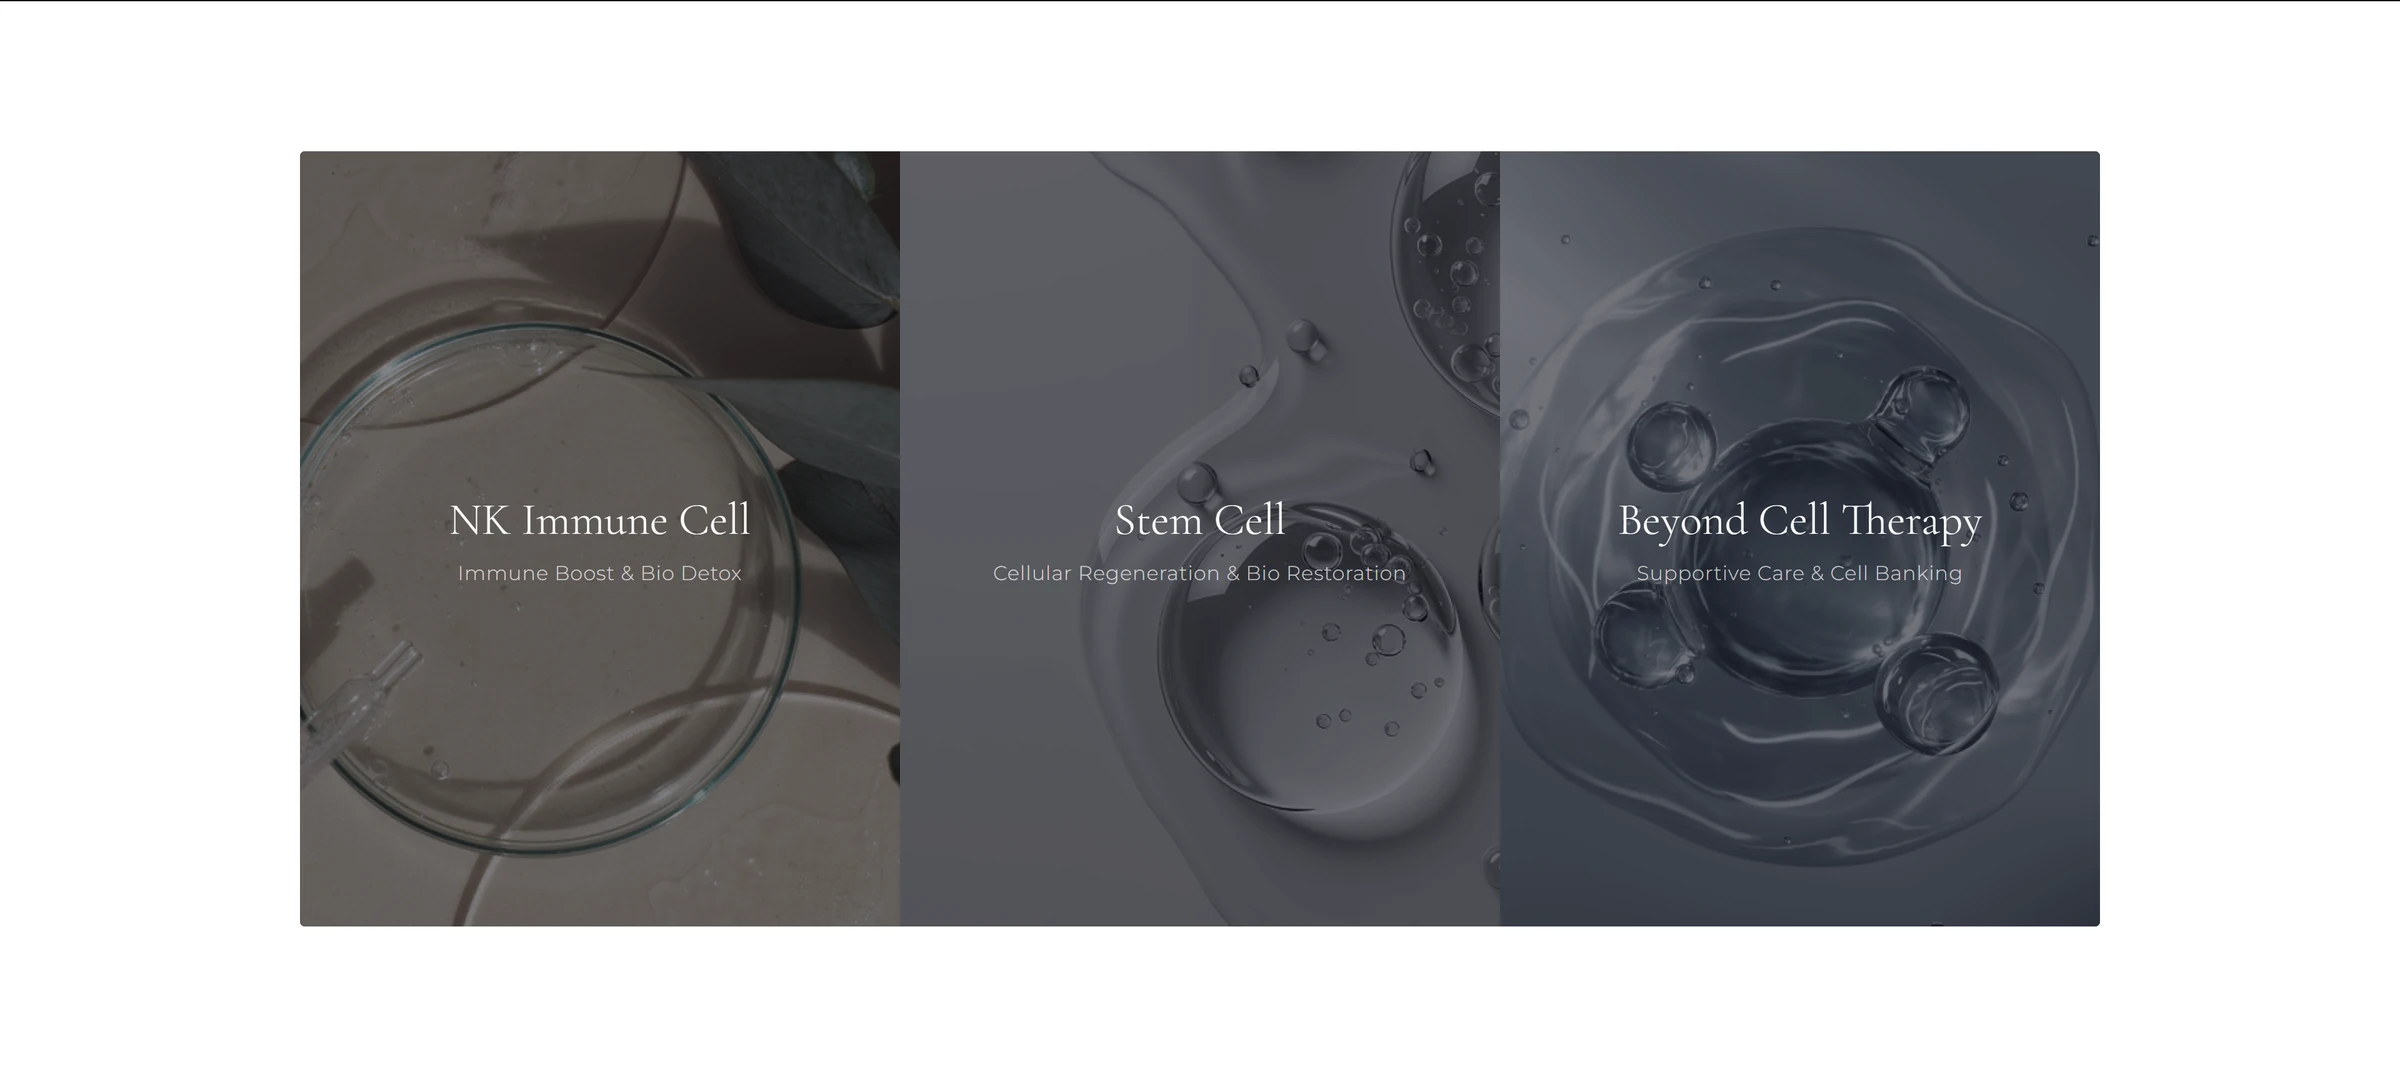 NK Immune Cell
Immune Boost & Bio Detox
Stem Cell
Cellular Regeneration & Bio Restoration
Beyond Cell Therapy
Supportive Care & Cell Banking